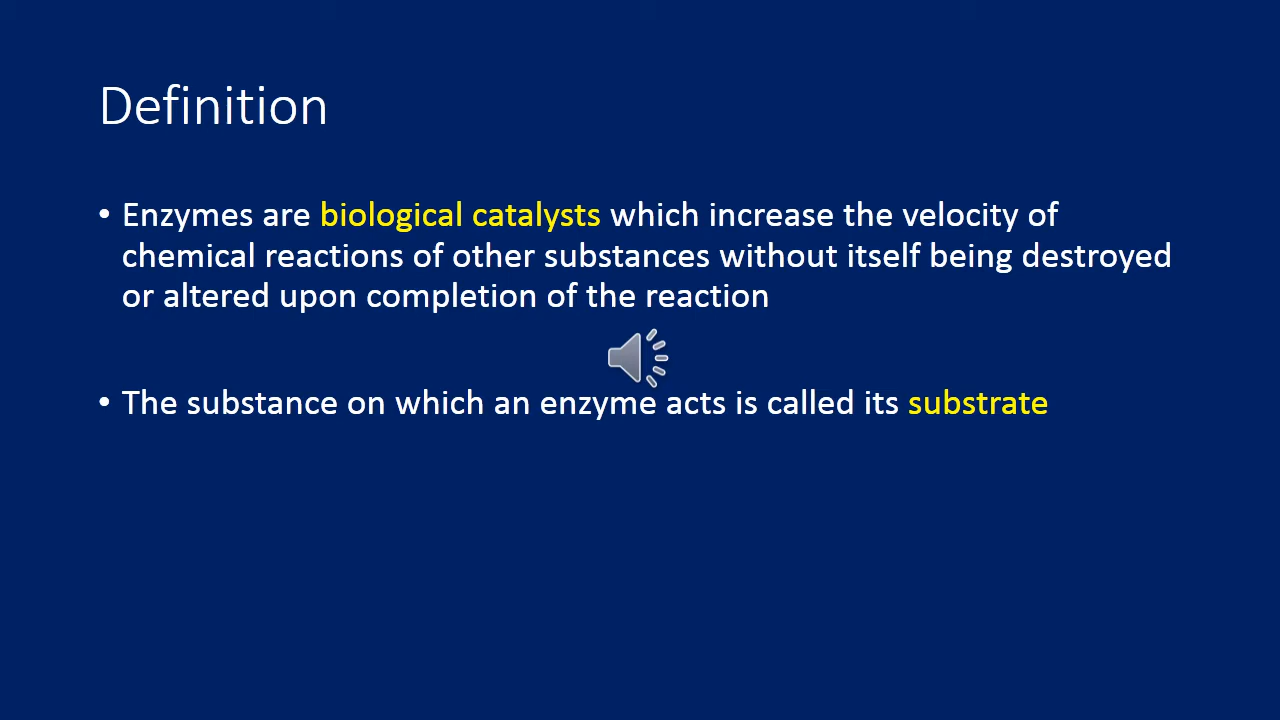 Definition
• Enzymes are biological catalysts which increase the velocity of
chemical reactions of other substances without itself being destroyed
or altered upon completion of the reaction
• The substance on which an enzyme acts is called its substrate